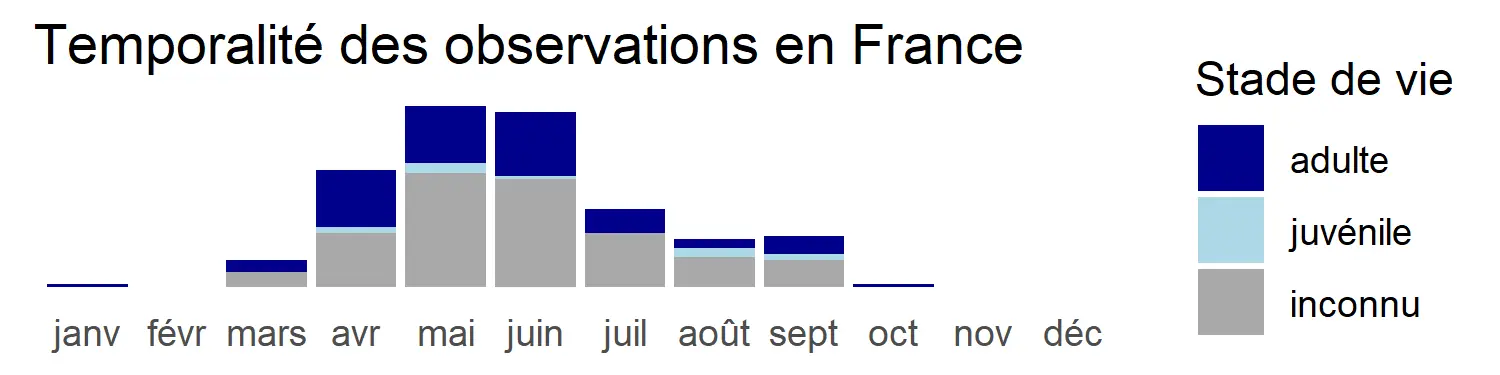 Temporalité des observations en France
Stade de vie
adulte
juvénile
inconnu
janv févr mars avr mai juin juil août sept oct nov déc